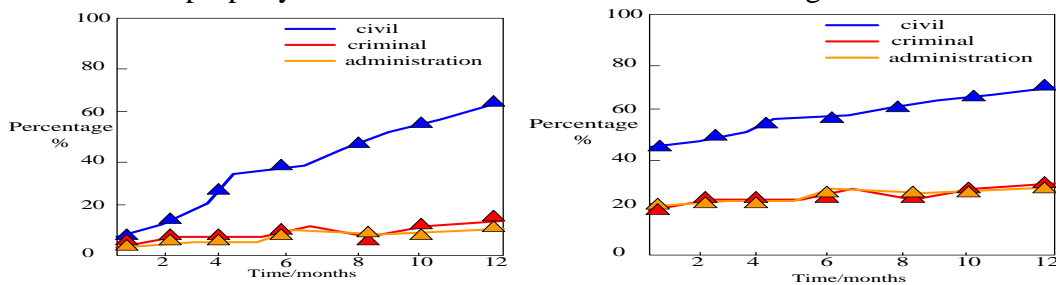 100
80
60
40
20
0
Percentage
%
civil
criminal
administration
2 4 6 8 10 12
Time/months
100
80
60
40
20
0
Percentage
%
civil
criminal
administration
2 4 6 8 10 12
Time/months